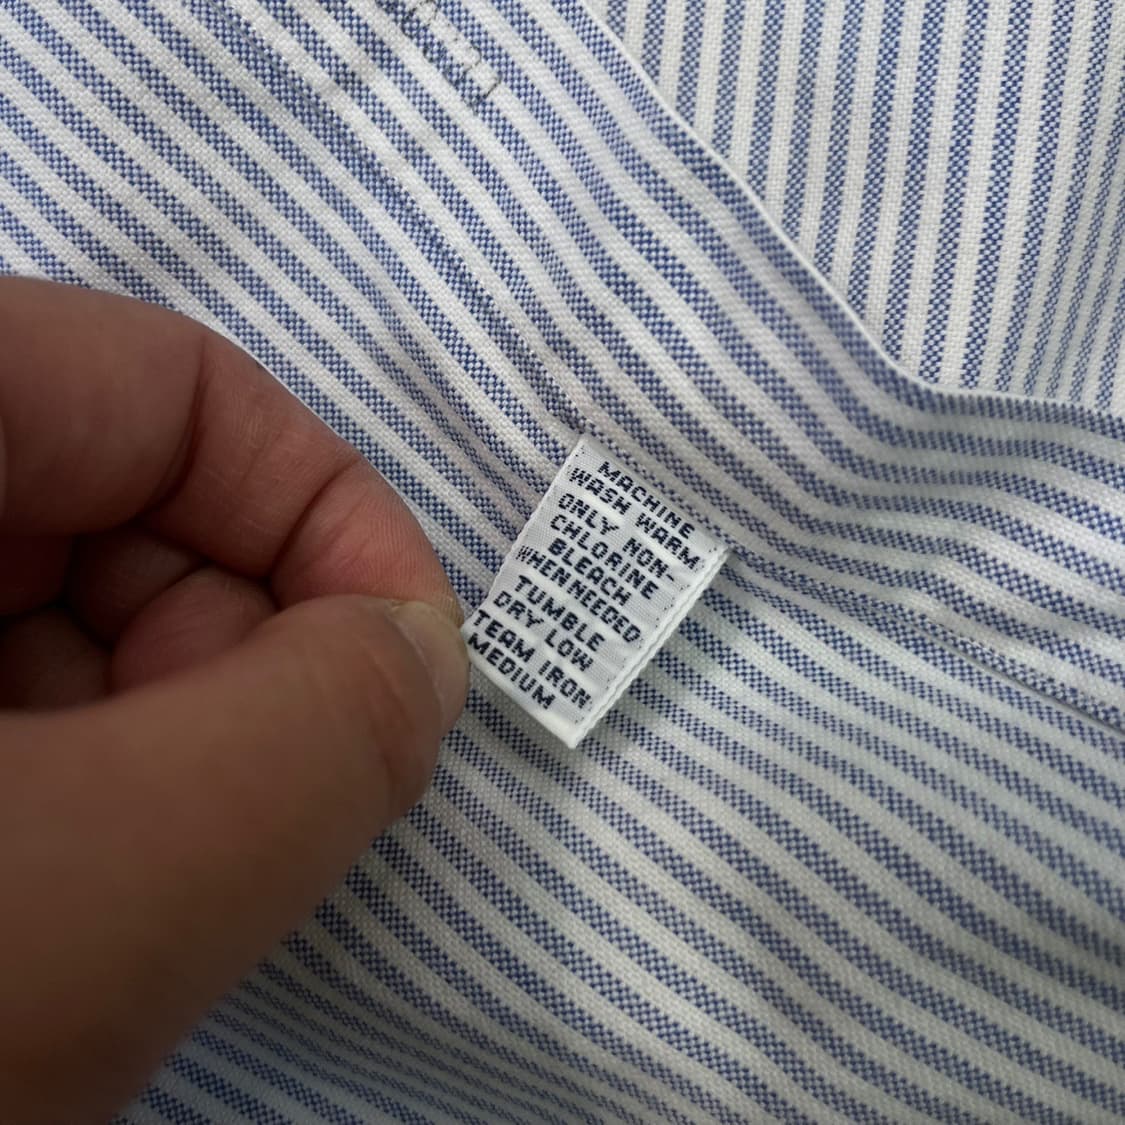 MACHINE
WASH WARM
ONLY NON-
CHLORINE
BLEACH
WHEN NEEDED
TUMBLE
DRY LOW
TEAM IRON
MEDIUM